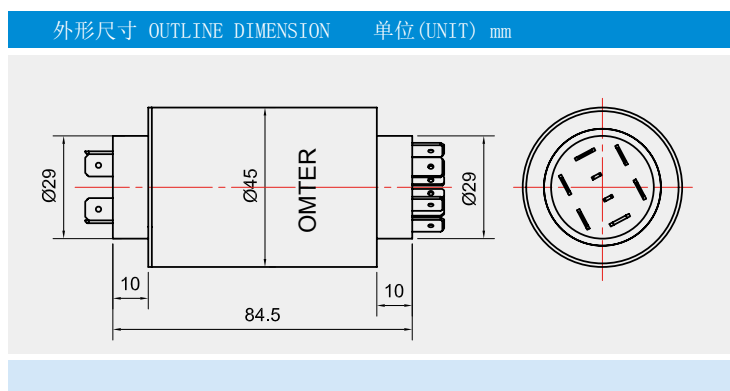 外形尺寸 OUTLINE DIMENSION 单位(UNIT) mm
Ø29
Ø45
OMTER
Ø29
10
10
84.5